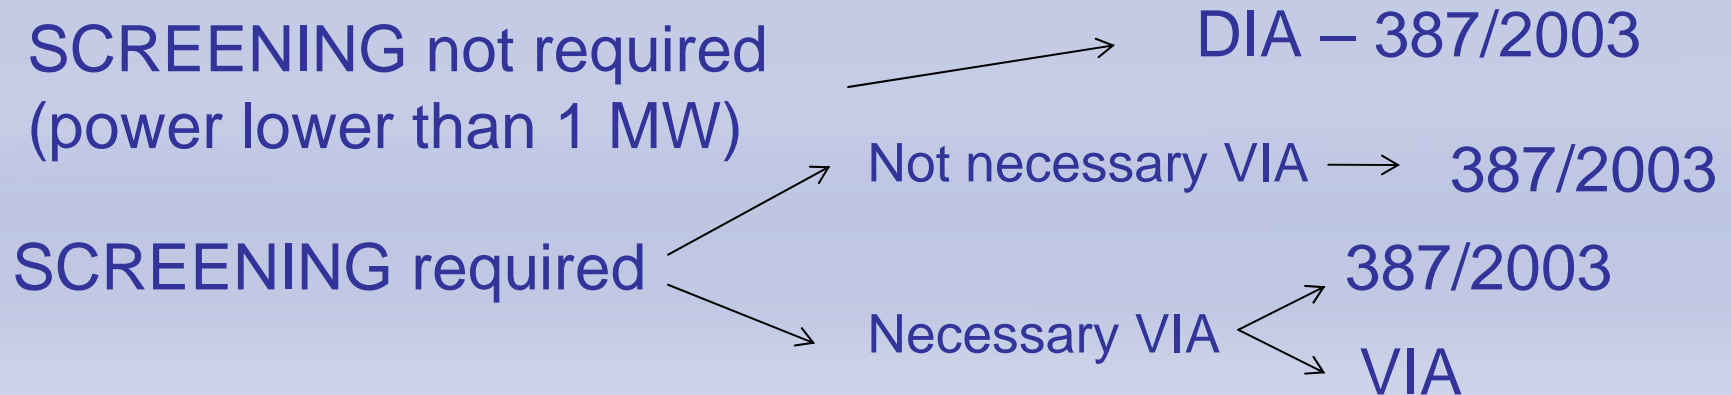 SCREENING not required
(power lower than 1 MW)
DIA – 387/2003
Not necessary VIA
387/2003
SCREENING required
387/2003
Necessary VIA
VIA